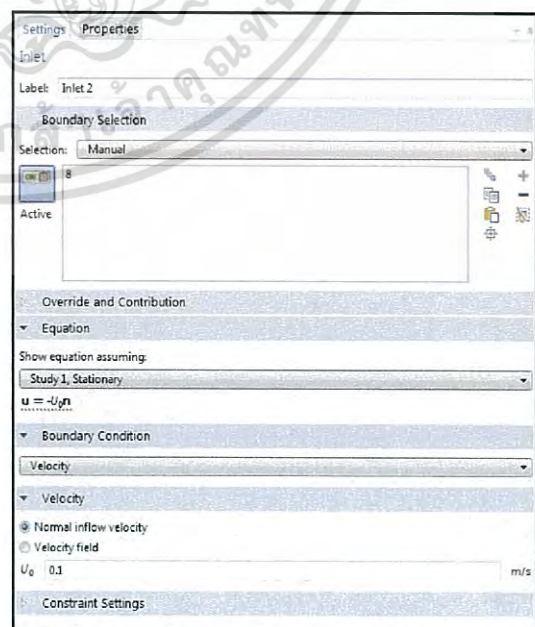 Settings Properties
Inlet
Label: Inlet 2
Boundary Selection
Selection: Manual
8
Active
Override and Contribution
Equation
Show equation assuming:
Study 1, Stationary
u = -U₀n
Boundary Condition
Velocity
Velocity
Normal inflow velocity
Velocity field
U₀ 0.1 m/s
Constraint Settings